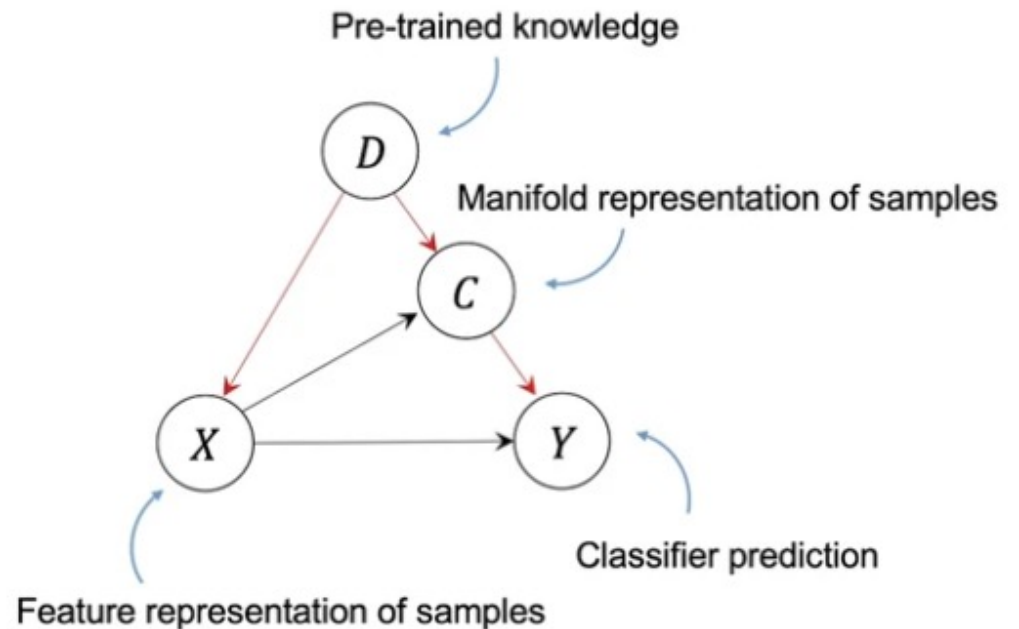 Pre-trained knowledge
D
Manifold representation of samples
C
X
Y
Classifier prediction
Feature representation of samples